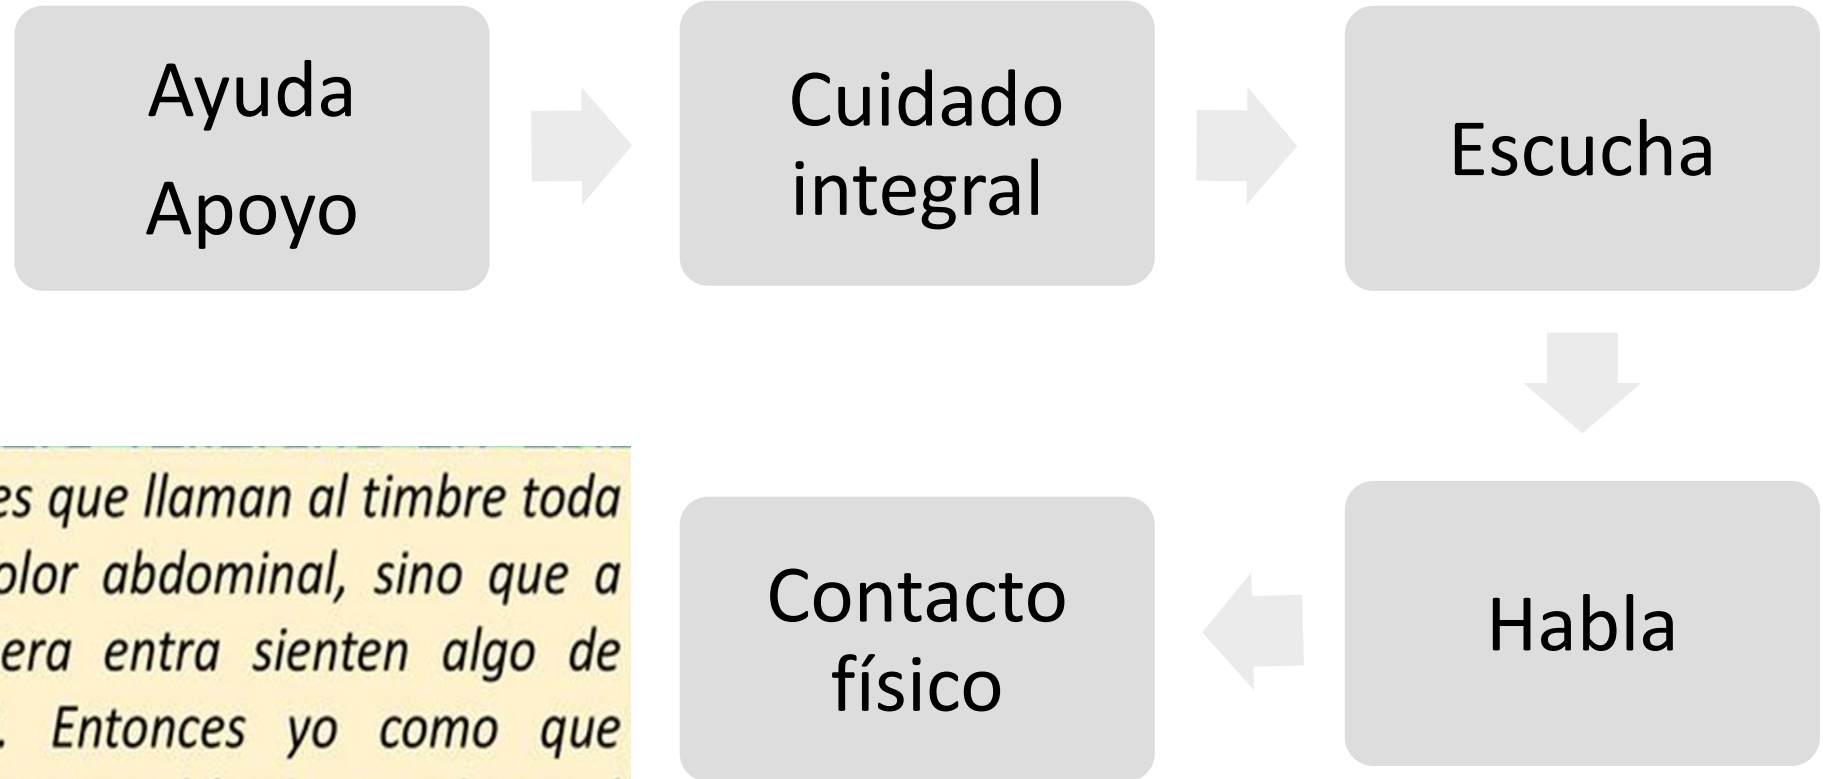 Ayuda
Apoyo
Cuidado
integral
Escucha
Habla
Contacto
físico
es que llaman al timbre toda
olor abdominal, sino que a
era entra sienten algo de
. Entonces yo como que